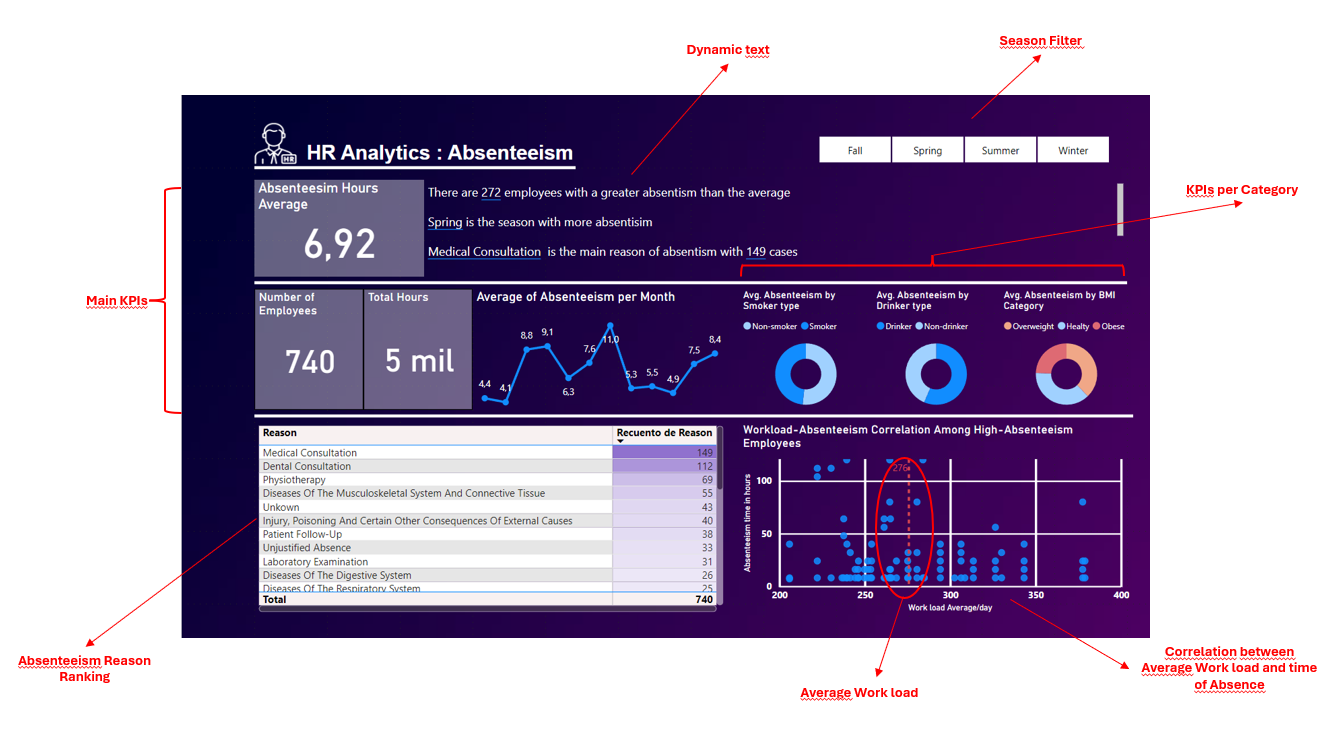 Dynamic text
Season Filter
HR
HR Analytics : Absenteeism
Fall
Spring
Summer
Winter
KPIs per Category
Main KPIs
Absenteesim Hours
Average
6,92
There are 272 employees with a greater absentism than the average
Spring is the season with more absentisim
Medical Consultation is the main reason of absentism with 149 cases
Number of
Employees
740
Total Hours
5 mil
Average of Absenteeism per Month
4,4
4,1
8,8
9,1
6,3
7,6
11,0
5,3
5,5
4,9
7,5
8,4
Avg. Absenteeism by
Smoker type
Non-smoker
Smoker
Avg. Absenteeism by
Drinker type
Drinker
Non-drinker
Avg. Absenteeism by BMI
Category
Overweight
Healty
Obese
Reason
Recuento de Reason
Medical Consultation 149
Dental Consultation 112
Physiotherapy 69
Diseases Of The Musculoskeletal System And Connective Tissue 55
Unkown 43
Injury, Poisoning And Certain Other Consequences Of External Causes 40
Patient Follow-Up 38
Unjustified Absence 33
Laboratory Examination 31
Diseases Of The Digestive System 26
Diseases Of The Respiratory System 25
Total 740
Workload-Absenteeism Correlation Among High-Absenteeism
Employees
Absenteeism time in hours
100
50
0
276
200
250
300
350
400
Work load Average/day
Absenteeism Reason
Ranking
Average Work load
Correlation between
Average Work load and time
of Absence